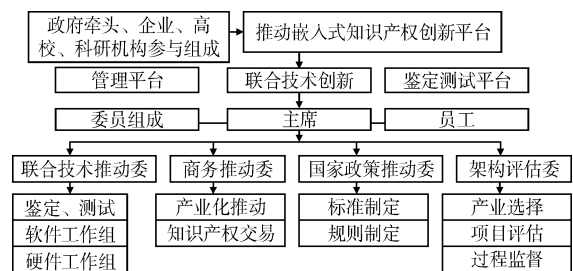 政府牵头、企业、高
校、科研机构参与组成
推动嵌入式知识产权创新平台
管理平台
联合技术创新
鉴定测试平台
委员组成
主席
员工
联合技术推动委
商务推动委
国家政策推动委
架构评估委
鉴定、测试
软件工作组
硬件工作组
产业化推动
知识产权交易
标准制定
规则制定
产业选择
项目评估
过程监督